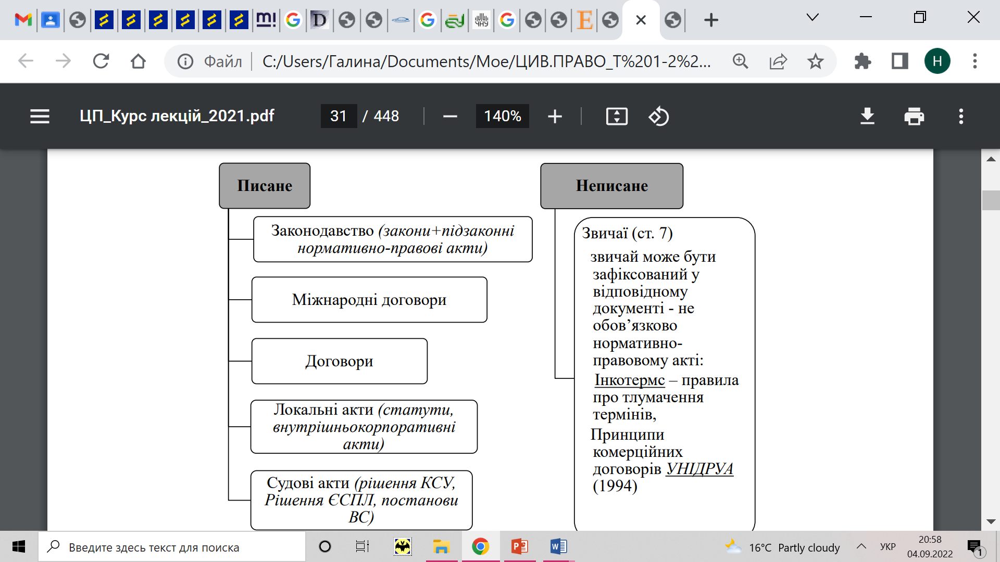 Файл
C:/Users/Галина/Documents/Мое/ЦИВ.ПРАВО_Т%201-2%2...
H
ЦП_Курс лекцій_2021.pdf
31 / 448
140%
Писане
Законодавство (закони+підзаконні
нормативно-правові акти)
Міжнародні договори
Договори
Локальні акти (статути,
внутрішньокорпоративні
акти)
Судові акти (рішення КСУ,
Рішення ЄСПЛ, постанови
ВС)
Неписане
Звичаї (ст. 7)
звичай може бути
зафіксований у
відповідному
документі - не
обов’язково
нормативно-
правовому акті:
Інкотермс – правила
про тлумачення
термінів,
Принципи
комерційних
договорів УНІДРУА
(1994)
Введите здесь текст для поиска
16°C Partly cloudy
УКР
20:58
04.09.2022
1